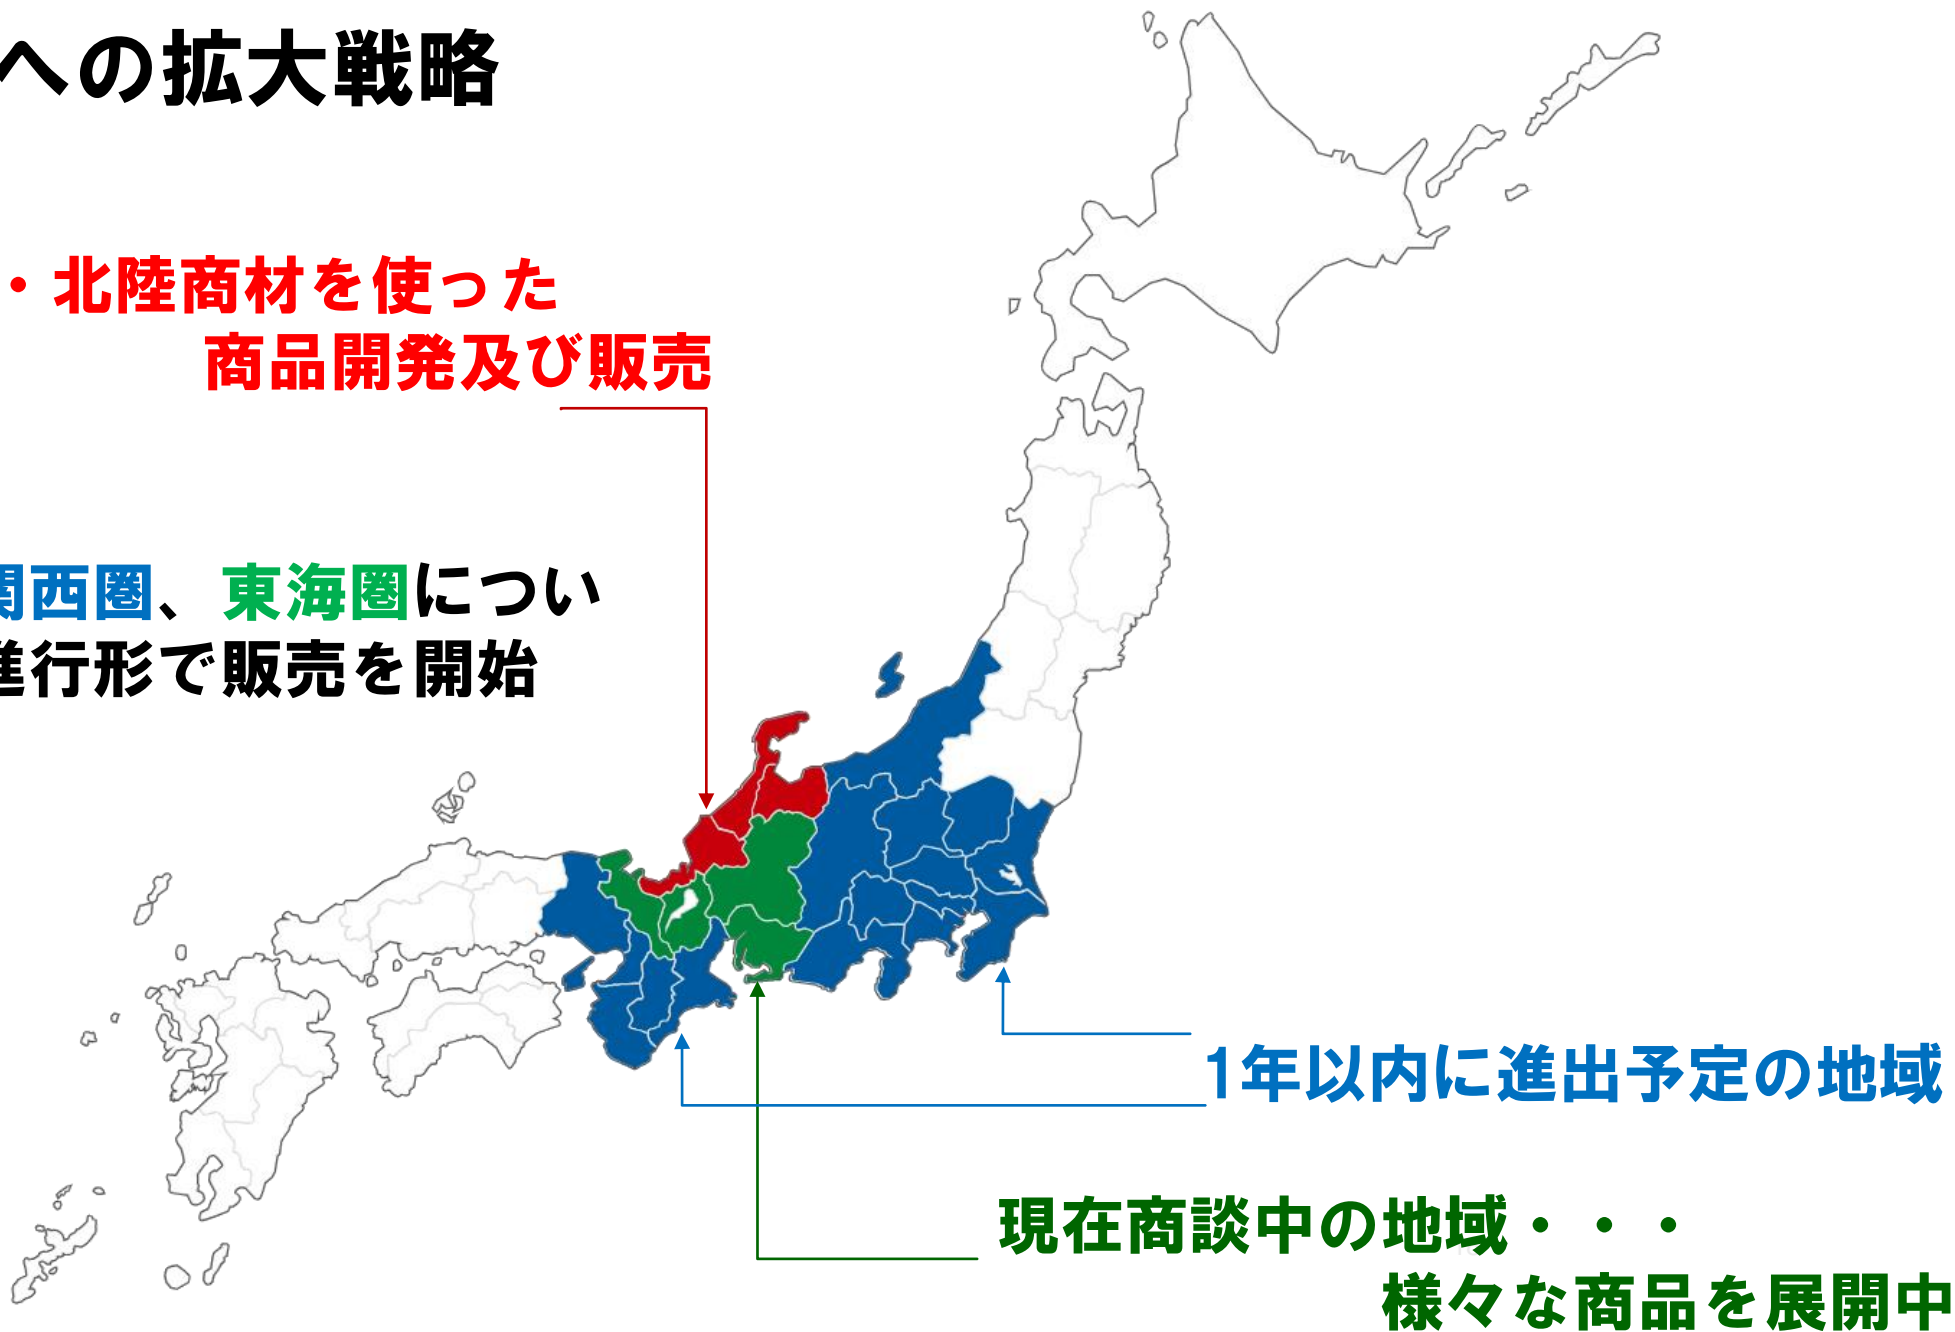 への拡大戦略
・北陸商材を使った
商品開発及び販売
関西圏、東海圏につい
進行形で販売を開始
1年以内に進出予定の地域
現在商談中の地域・・・
様々な商品を展開中